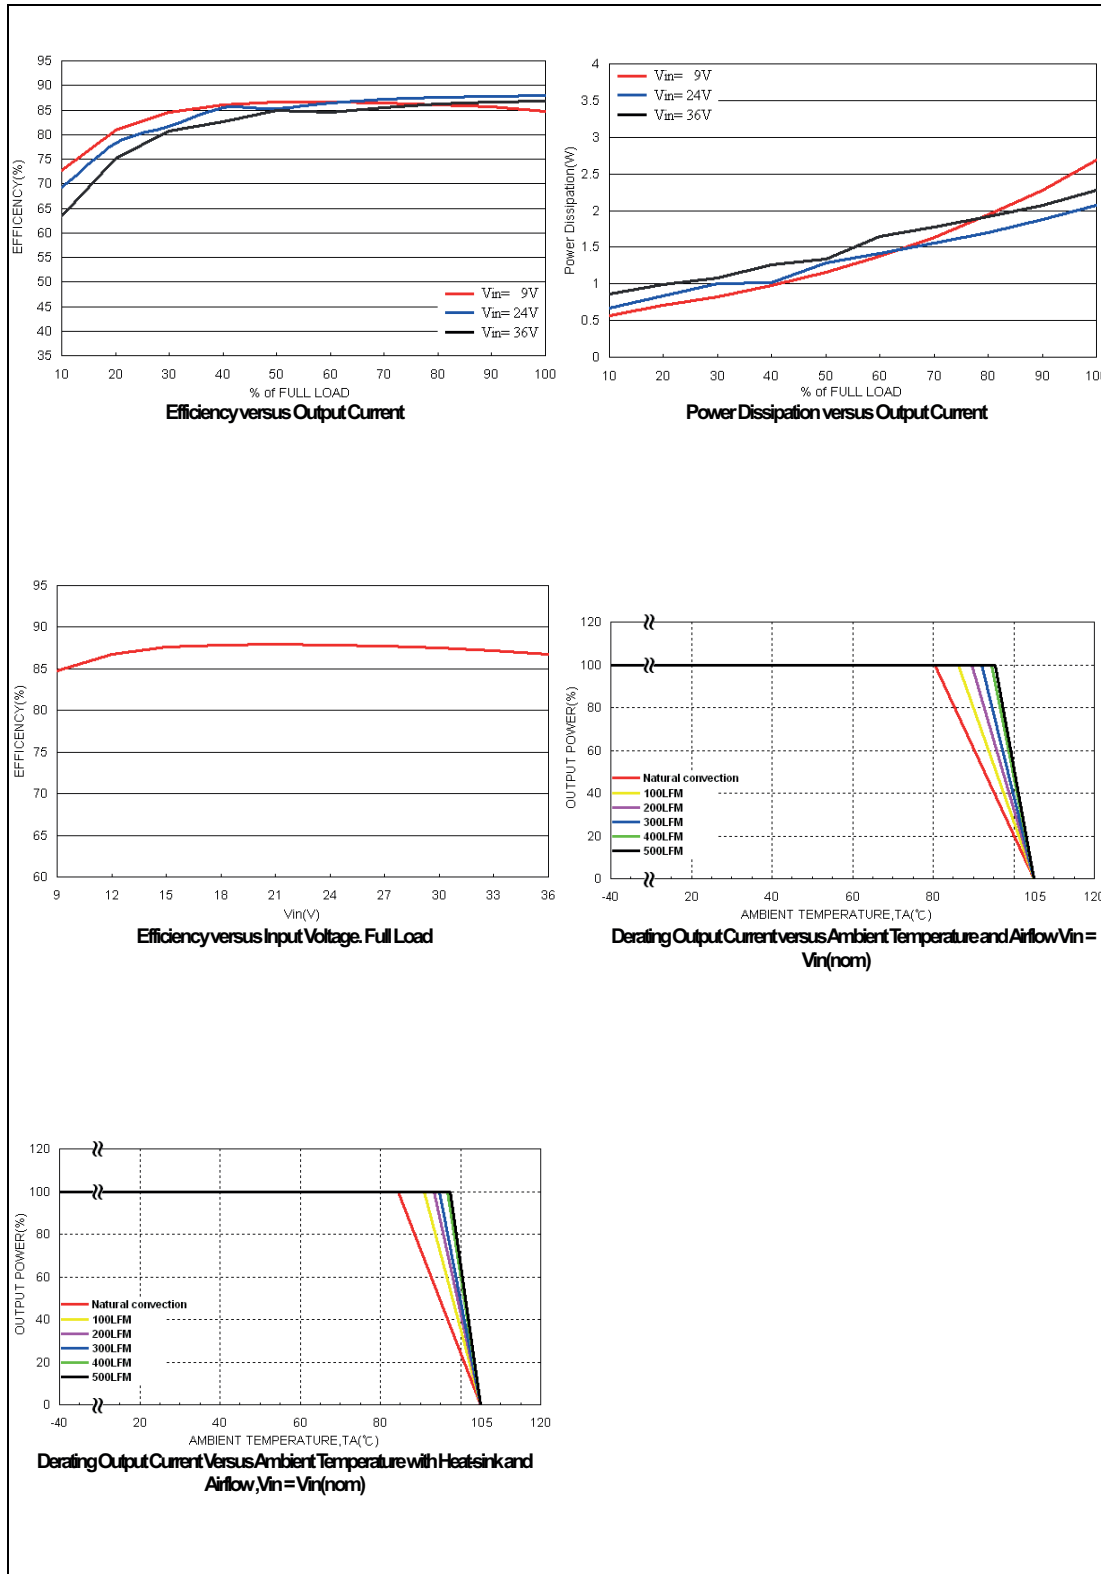 95
90
85
80
75
70
65
60
55
50
45
40
35
EFFICENCY(%)
Vin= 9V
Vin= 24V
Vin= 36V
10 20 30 40 50 60 70 80 90 100
% of FULL LOAD
Efficiency versus Output Current
4
3.5
3
2.5
2
1.5
1
0.5
0
Power Dissipation(W)
Vin= 9V
Vin= 24V
Vin= 36V
10 20 30 40 50 60 70 80 90 100
% of FULL LOAD
Power Dissipation versus Output Current
95
90
85
80
75
70
65
60
EFFICENCY(%)
9 12 15 18 21 24 27 30 33 36
Vin(V)
Efficiency versus Input Voltage. Full Load
120
100
80
60
40
20
0
OUTPUT POWER(%)
Natural convection
100LFM
200LFM
300LFM
400LFM
500LFM
-40 20 40 60 80 105 120
AMBIENT TEMPERATURE,TA(℃)
Derating Output Current versus Ambient Temperature and Airflow Vin =
Vin(nom)
120
100
80
60
40
20
0
OUTPUT POWER(%)
Natural convection
100LFM
200LFM
300LFM
400LFM
500LFM
-40 20 40 60 80 105 120
AMBIENT TEMPERATURE,TA(℃)
Derating Output Current Versus Ambient Temperature with Heat-sink and
Airflow ,Vin = Vin(nom)